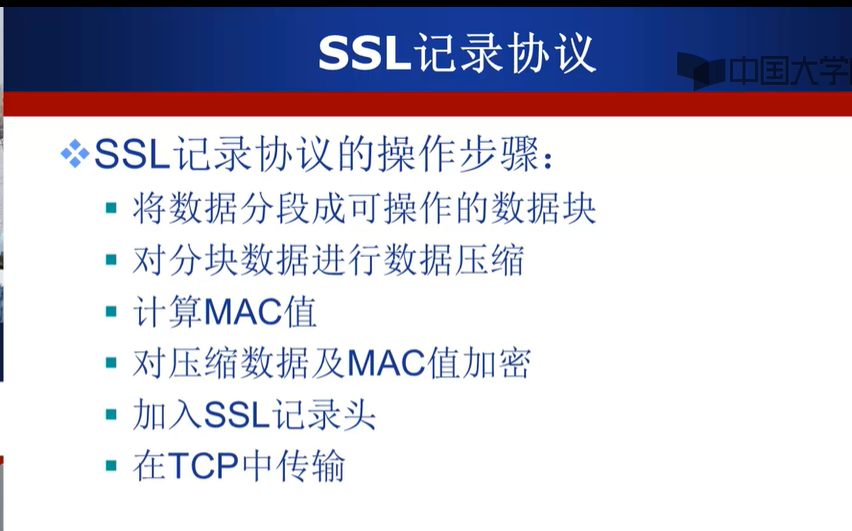 SSL记录协议
中国大学
SSL记录协议的操作步骤：
将数据分段成可操作的数据块
对分块数据进行数据压缩
计算MAC值
对压缩数据及MAC值加密
加入SSL记录头
在TCP中传输